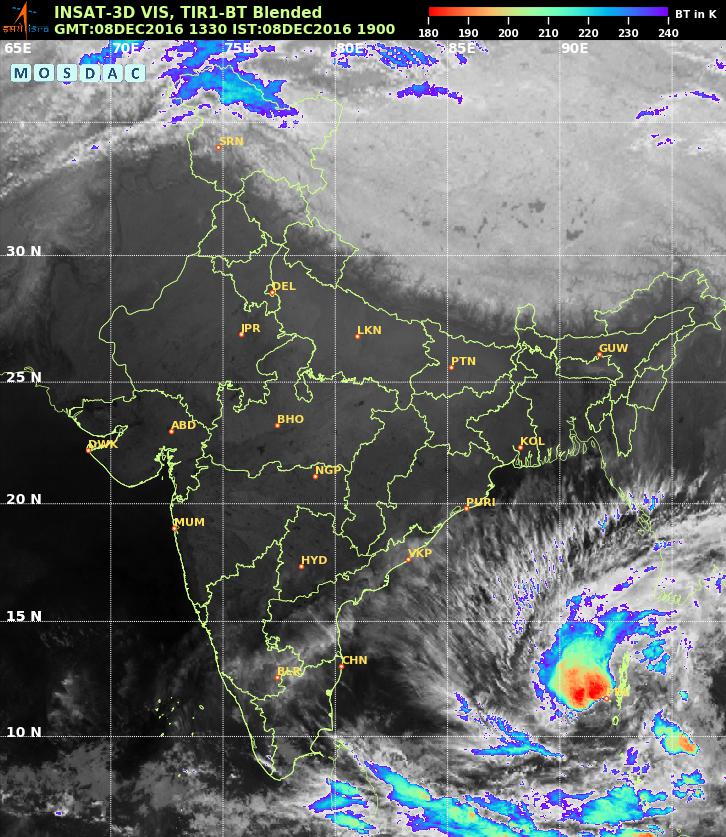 INSAT-3D VIS, TIR1-BT Blended
GMT:08DEC2016 1330 IST:08DEC2016 1900
BT in K
180 190 200 210 220 230 240
65E 70E 75E 80E 85E 90E
MOSDAC
SRN
30 N
DEL
JPR LKN
GUW
PTN
25 N
ABD BHO
DWK KOL
NGP
20 N PURI
MUM
VKP
HYD
15 N
CHN
BLR
10 N